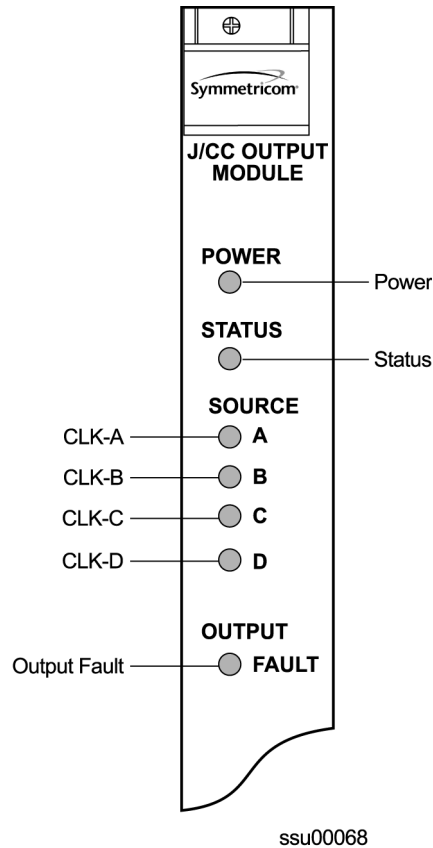 Symmetricom
J/CC OUTPUT
MODULE
POWER
Power
STATUS
Status
SOURCE
CLK-A
A
CLK-B
B
CLK-C
C
CLK-D
D
OUTPUT
Output Fault
FAULT
ssu00068